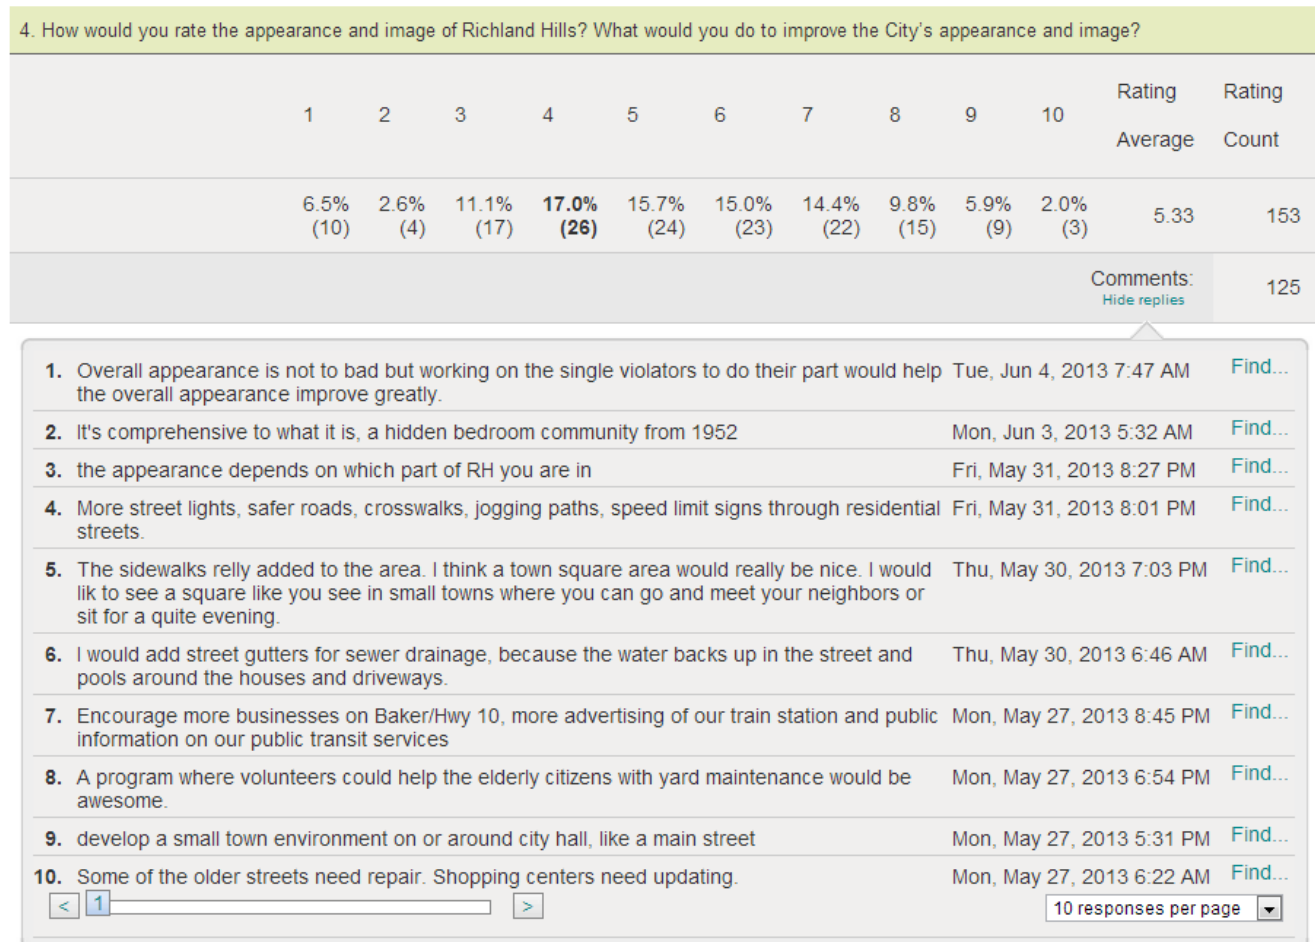 4. How would you rate the appearance and image of Richland Hills? What would you do to improve the City's appearance and image?
1 2 3 4 5 6 7 8 9 10 Rating Average Rating Count
6.5% (10) 2.6% (4) 11.1% (17) 17.0% (26) 15.7% (24) 15.0% (23) 14.4% (22) 9.8% (15) 5.9% (9) 2.0% (3) 5.33 153
Comments: 125
Hide replies
1. Overall appearance is not to bad but working on the single violators to do their part would help Tue, Jun 4, 2013 7:47 AM Find...
the overall appearance improve greatly.
2. It's comprehensive to what it is, a hidden bedroom community from 1952 Mon, Jun 3, 2013 5:32 AM Find...
3. the appearance depends on which part of RH you are in Fri, May 31, 2013 8:27 PM Find...
4. More street lights, safer roads, crosswalks, jogging paths, speed limit signs through residential Fri, May 31, 2013 8:01 PM Find...
streets.
5. The sidewalks relly added to the area. I think a town square area would really be nice. I would Thu, May 30, 2013 7:03 PM Find...
lik to see a square like you see in small towns where you can go and meet your neighbors or
sit for a quite evening.
6. I would add street gutters for sewer drainage, because the water backs up in the street and Thu, May 30, 2013 6:46 AM Find...
pools around the houses and driveways.
7. Encourage more businesses on Baker/Hwy 10, more advertising of our train station and public Mon, May 27, 2013 8:45 PM Find...
information on our public transit services
8. A program where volunteers could help the elderly citizens with yard maintenance would be Mon, May 27, 2013 6:54 PM Find...
awesome.
9. develop a small town environment on or around city hall, like a main street Mon, May 27, 2013 5:31 PM Find...
10. Some of the older streets need repair. Shopping centers need updating. Mon, May 27, 2013 6:22 AM Find...
< 1 > 10 responses per page